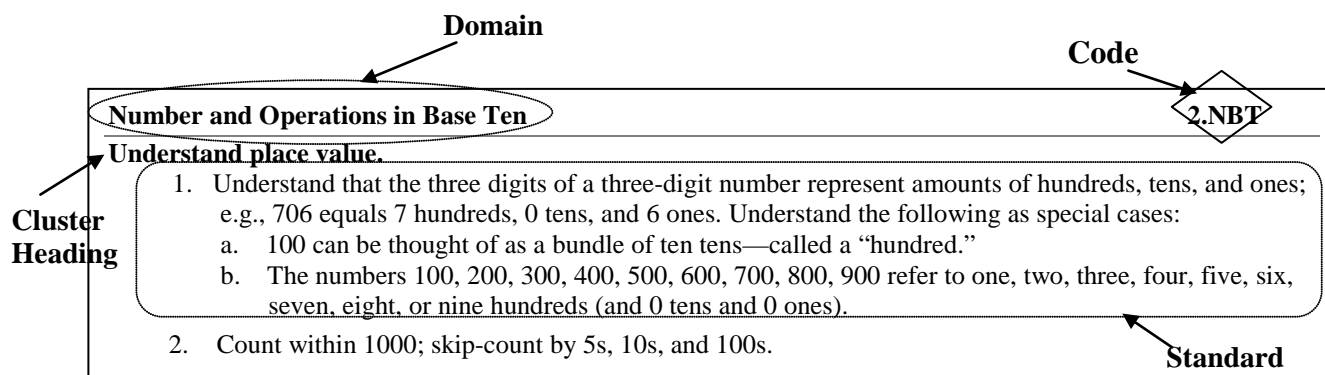 Domain
Code
Number and Operations in Base Ten 2.NBT
Understand place value.
1. Understand that the three digits of a three-digit number represent amounts of hundreds, tens, and ones;
e.g., 706 equals 7 hundreds, 0 tens, and 6 ones. Understand the following as special cases:
a. 100 can be thought of as a bundle of ten tens—called a “hundred.”
b. The numbers 100, 200, 300, 400, 500, 600, 700, 800, 900 refer to one, two, three, four, five, six,
seven, eight, or nine hundreds (and 0 tens and 0 ones).
2. Count within 1000; skip-count by 5s, 10s, and 100s.
Cluster
Heading
Standard